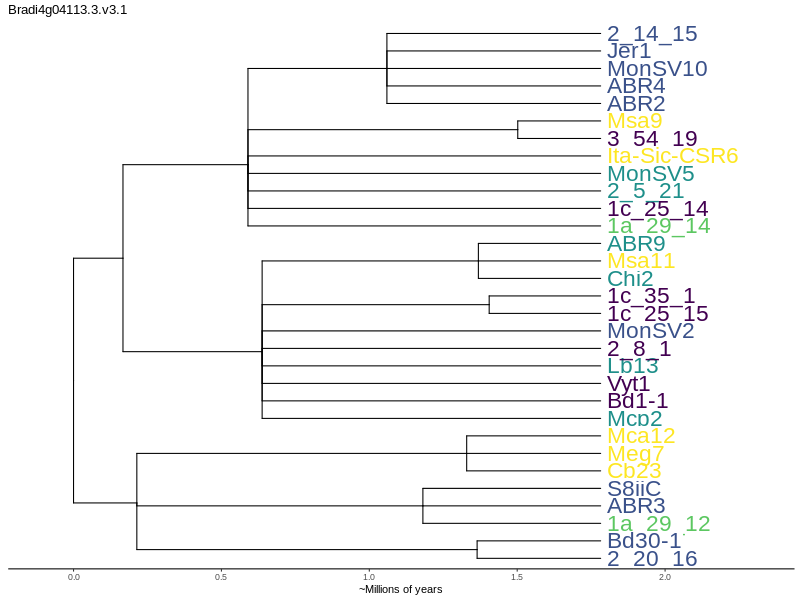 Bradi4g04113.3.v3.1
2_14_15
Jer1
MonSV10
ABR4
ABR2
Msa9
3_54_19
Ita-Sic-CSR6
MonSV5
2_5_21
1c_25_14
1a_29_14
ABR9
Msa11
Chi2
1c_35_1
1c_25_15
MonSV2
2_8_1
Lb13
Vyt1
Bd1-1
Mcp2
Mca12
Meg7
Cb23
S8iiC
ABR3
1a_29_12
Bd30-1
2_20_16
0.0 0.5 1.0 1.5 2.0
~Millions of years